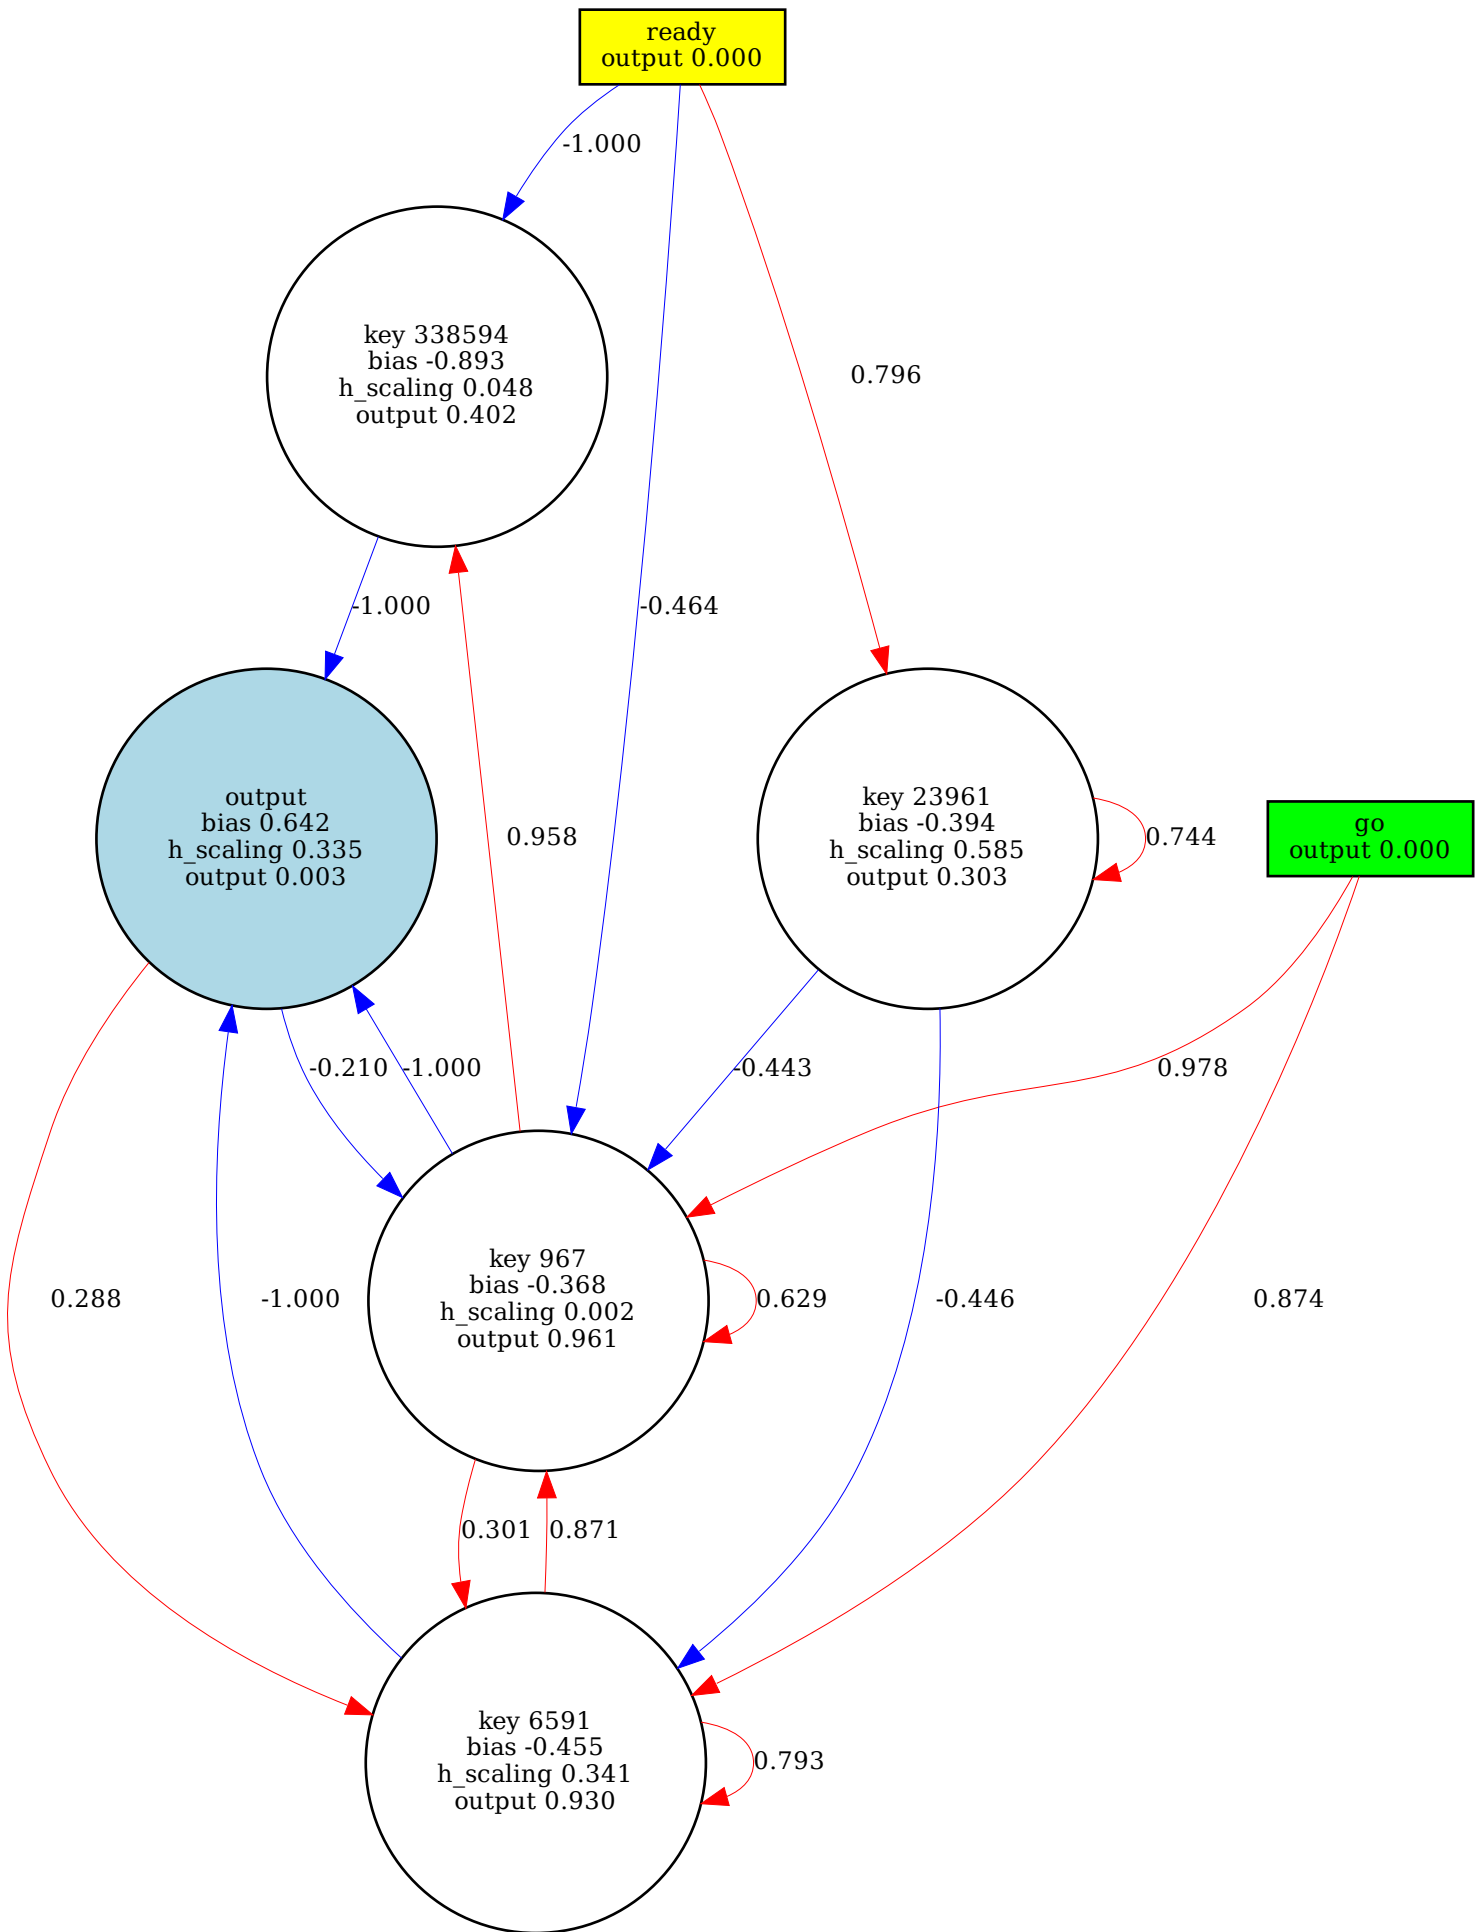 ready
output 0.000
-1.000
key 338594
bias -0.893
h_scaling 0.048
output 0.402
0.796
-1.000
-0.464
output
bias 0.642
h_scaling 0.335
output 0.003
0.958
key 23961
bias -0.394
h_scaling 0.585
output 0.303
0.744
go
output 0.000
-0.210
-1.000
-0.443
0.978
0.288
-1.000
key 967
bias -0.368
h_scaling 0.002
output 0.961
0.629
-0.446
0.874
0.301
0.871
key 6591
bias -0.455
h_scaling 0.341
output 0.930
0.793